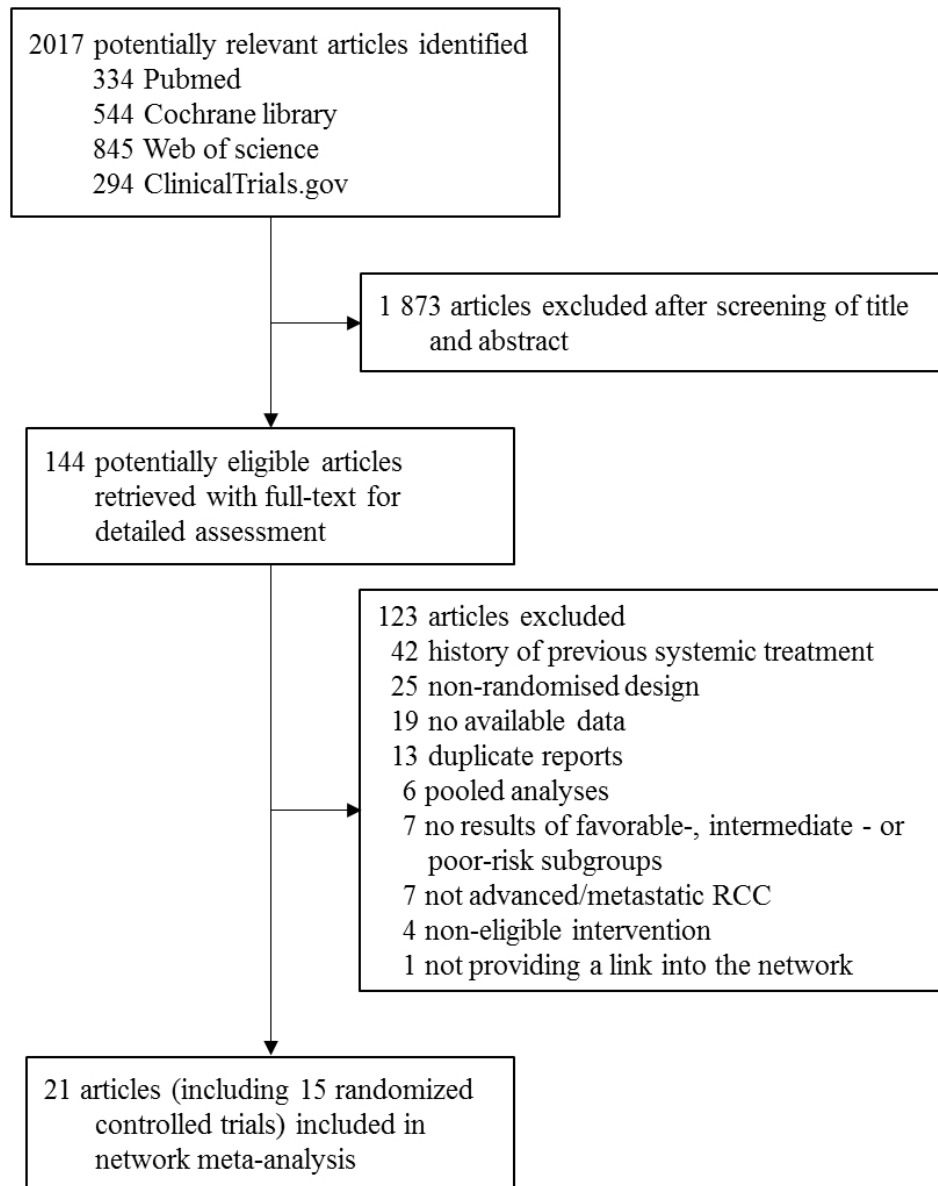 2017 potentially relevant articles identified
334 Pubmed
544 Cochrane library
845 Web of science
294 ClinicalTrials.gov
1 873 articles excluded after screening of title
and abstract
144 potentially eligible articles
retrieved with full-text for
detailed assessment
123 articles excluded
42 history of previous systemic treatment
25 non-randomised design
19 no available data
13 duplicate reports
6 pooled analyses
7 no results of favorable-, intermediate - or
poor-risk subgroups
7 not advanced/metastatic RCC
4 non-eligible intervention
1 not providing a link into the network
21 articles (including 15 randomized
controlled trials) included in
network meta-analysis